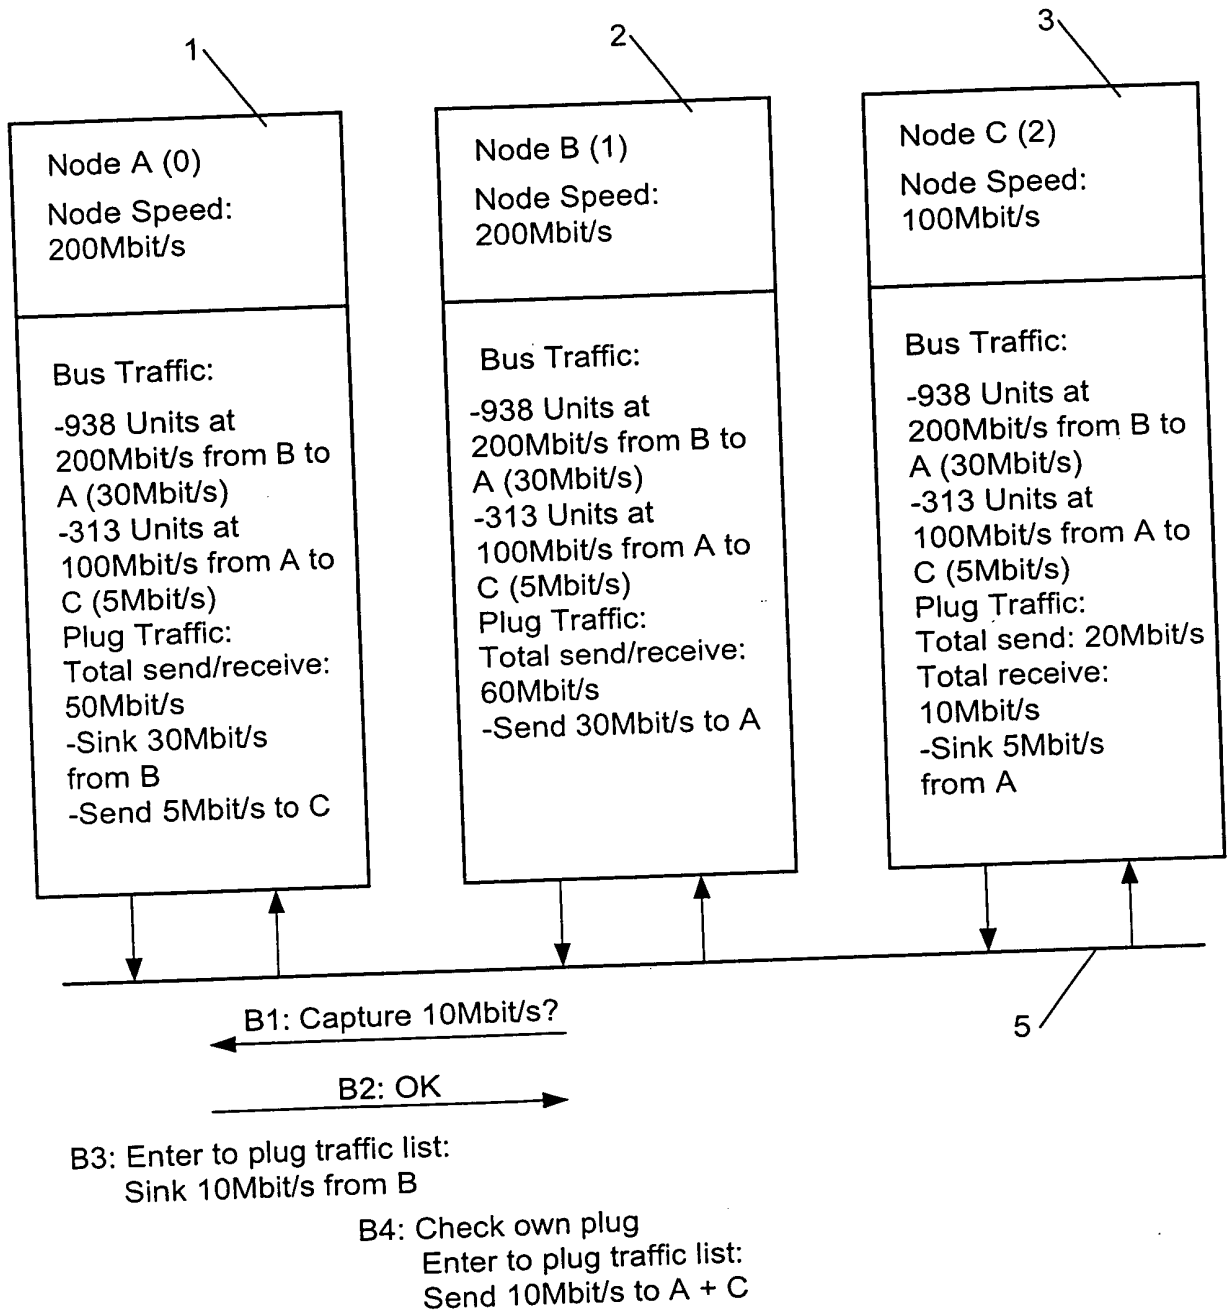 1
2
3
Node A (0)
Node Speed:
200Mbit/s
Bus Traffic:
-938 Units at
200Mbit/s from B to
A (30Mbit/s)
-313 Units at
100Mbit/s from A to
C (5Mbit/s)
Plug Traffic:
Total send/receive:
50Mbit/s
-Sink 30Mbit/s
from B
-Send 5Mbit/s to C
Node B (1)
Node Speed:
200Mbit/s
Bus Traffic:
-938 Units at
200Mbit/s from B to
A (30Mbit/s)
-313 Units at
100Mbit/s from A to
C (5Mbit/s)
Plug Traffic:
Total send/receive:
60Mbit/s
-Send 30Mbit/s to A
Node C (2)
Node Speed:
100Mbit/s
Bus Traffic:
-938 Units at
200Mbit/s from B to
A (30Mbit/s)
-313 Units at
100Mbit/s from A to
C (5Mbit/s)
Plug Traffic:
Total send: 20Mbit/s
Total receive:
10Mbit/s
-Sink 5Mbit/s
from A
5
B1: Capture 10Mbit/s?
B2: OK
B3: Enter to plug traffic list:
Sink 10Mbit/s from B
B4: Check own plug
Enter to plug traffic list:
Send 10Mbit/s to A + C